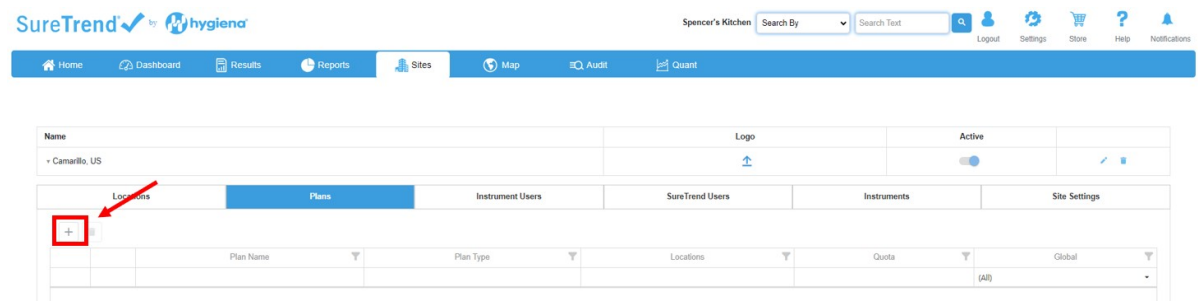 SureTrend by hygiena
Spencer's Kitchen Search By Search Text
Logout Settings Store Help Notifications
Home Dashboard Results Reports Sites Map Audit Quant
Name Logo Active
Camarillo, US
Locations Plans Instrument Users SureTrend Users Instruments Site Settings
+
Plan Name Plan Type Locations Quota Global
(All)